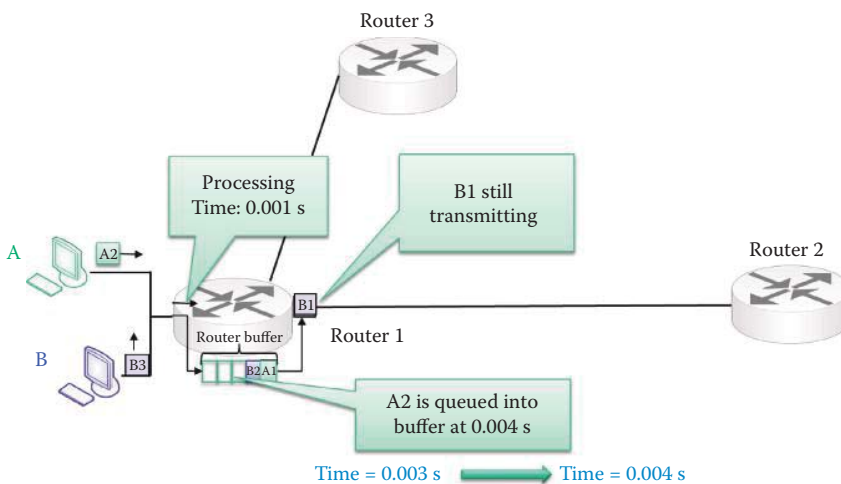 Router 3
Processing
Time: 0.001 s
B1 still
transmitting
A
A2
Router 2
B1
Router 1
Router buffer
B
B3
B2 A1
A2 is queued into
buffer at 0.004 s
Time = 0.003 s
Time = 0.004 s